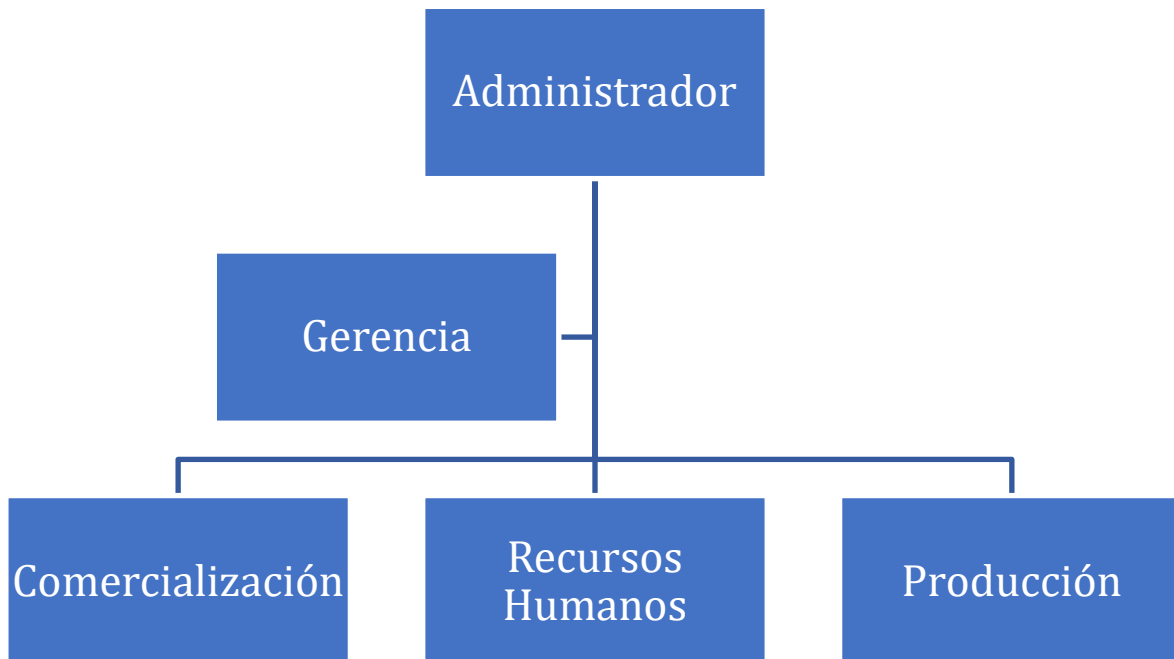 Administrador
Gerencia
Comercialización
Recursos
Humanos
Producción